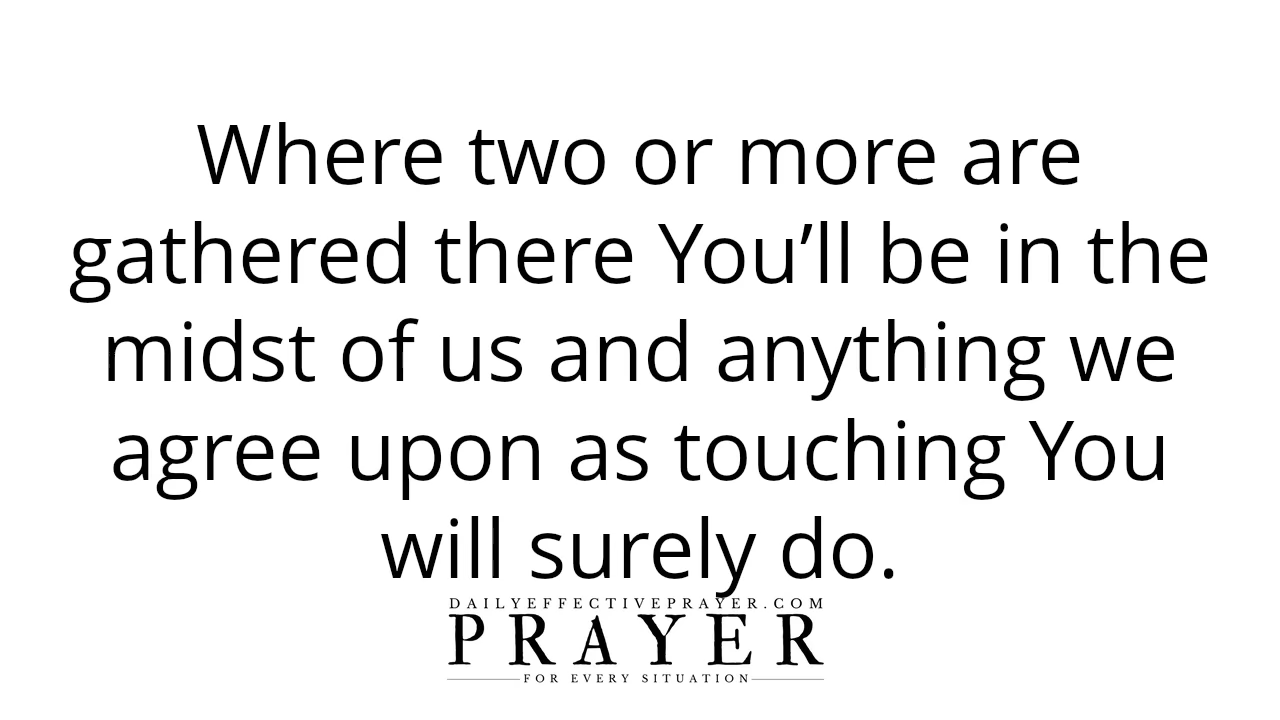 Where two or more are
gathered there You’ll be in the
midst of us and anything we
agree upon as touching You
will surely do.
DAILYEFFECTIVEPRAYER.COM
PRAYER
FOR EVERY SITUATION